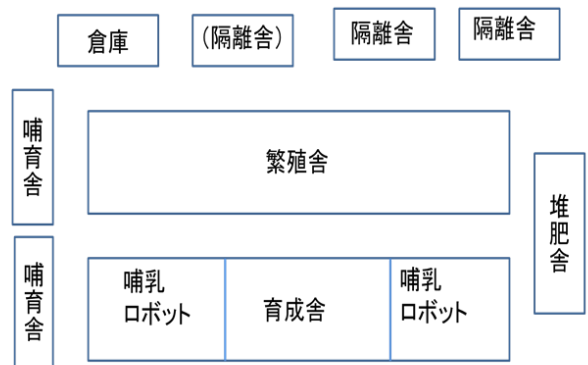 倉庫
（隔離舎）
隔離舎
隔離舎
哺育舎
繁殖舎
堆肥舎
哺育舎
哺乳
ロボット
育成舎
哺乳
ロボット